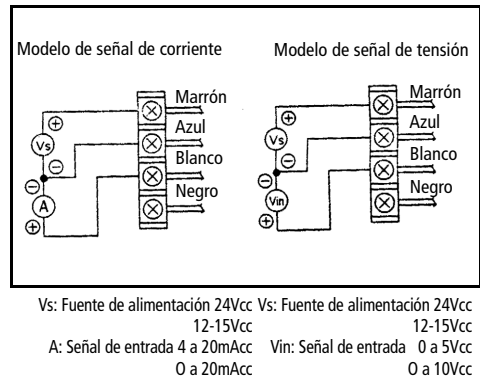 Modelo de señal de corriente
Marrón
Azul
Blanco
Negro
Vs
A
Modelo de señal de tensión
Marrón
Azul
Blanco
Negro
Vs
Vin
Vs: Fuente de alimentación 24Vcc
12-15Vcc
A: Señal de entrada 4 a 20mAcc
O a 20mAcc
Vs: Fuente de alimentación 24Vcc
12-15Vcc
Vin: Señal de entrada 0 a 5Vcc
O a 10Vcc